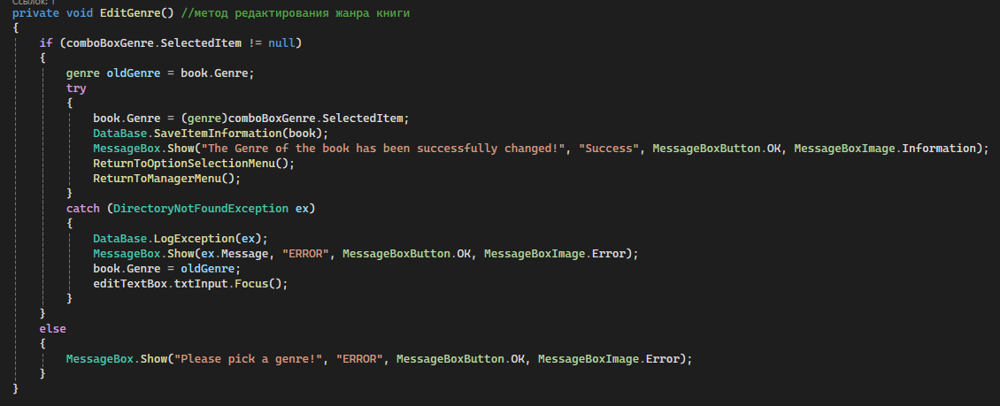 Ссылок: 1
private void EditGenre() //метод редактирования жанра книги
{
if (comboBoxGenre.SelectedItem != null)
{
genre oldGenre = book.Genre;
try
{
book.Genre = (genre)comboBoxGenre.SelectedItem;
DataBase.SaveItemInformation(book);
MessageBox.Show("The Genre of the book has been successfully changed!", "Success", MessageBoxButton.OK, MessageBoxImage.Information);
ReturnToOptionSelectionMenu();
ReturnToManagerMenu();
}
catch (DirectoryNotFoundException ex)
{
DataBase.LogException(ex);
MessageBox.Show(ex.Message, "ERROR", MessageBoxButton.OK, MessageBoxImage.Error);
book.Genre = oldGenre;
editTextBox.txtInput.Focus();
}
}
else
{
MessageBox.Show("Please pick a genre!", "ERROR", MessageBoxButton.OK, MessageBoxImage.Error);
}
}